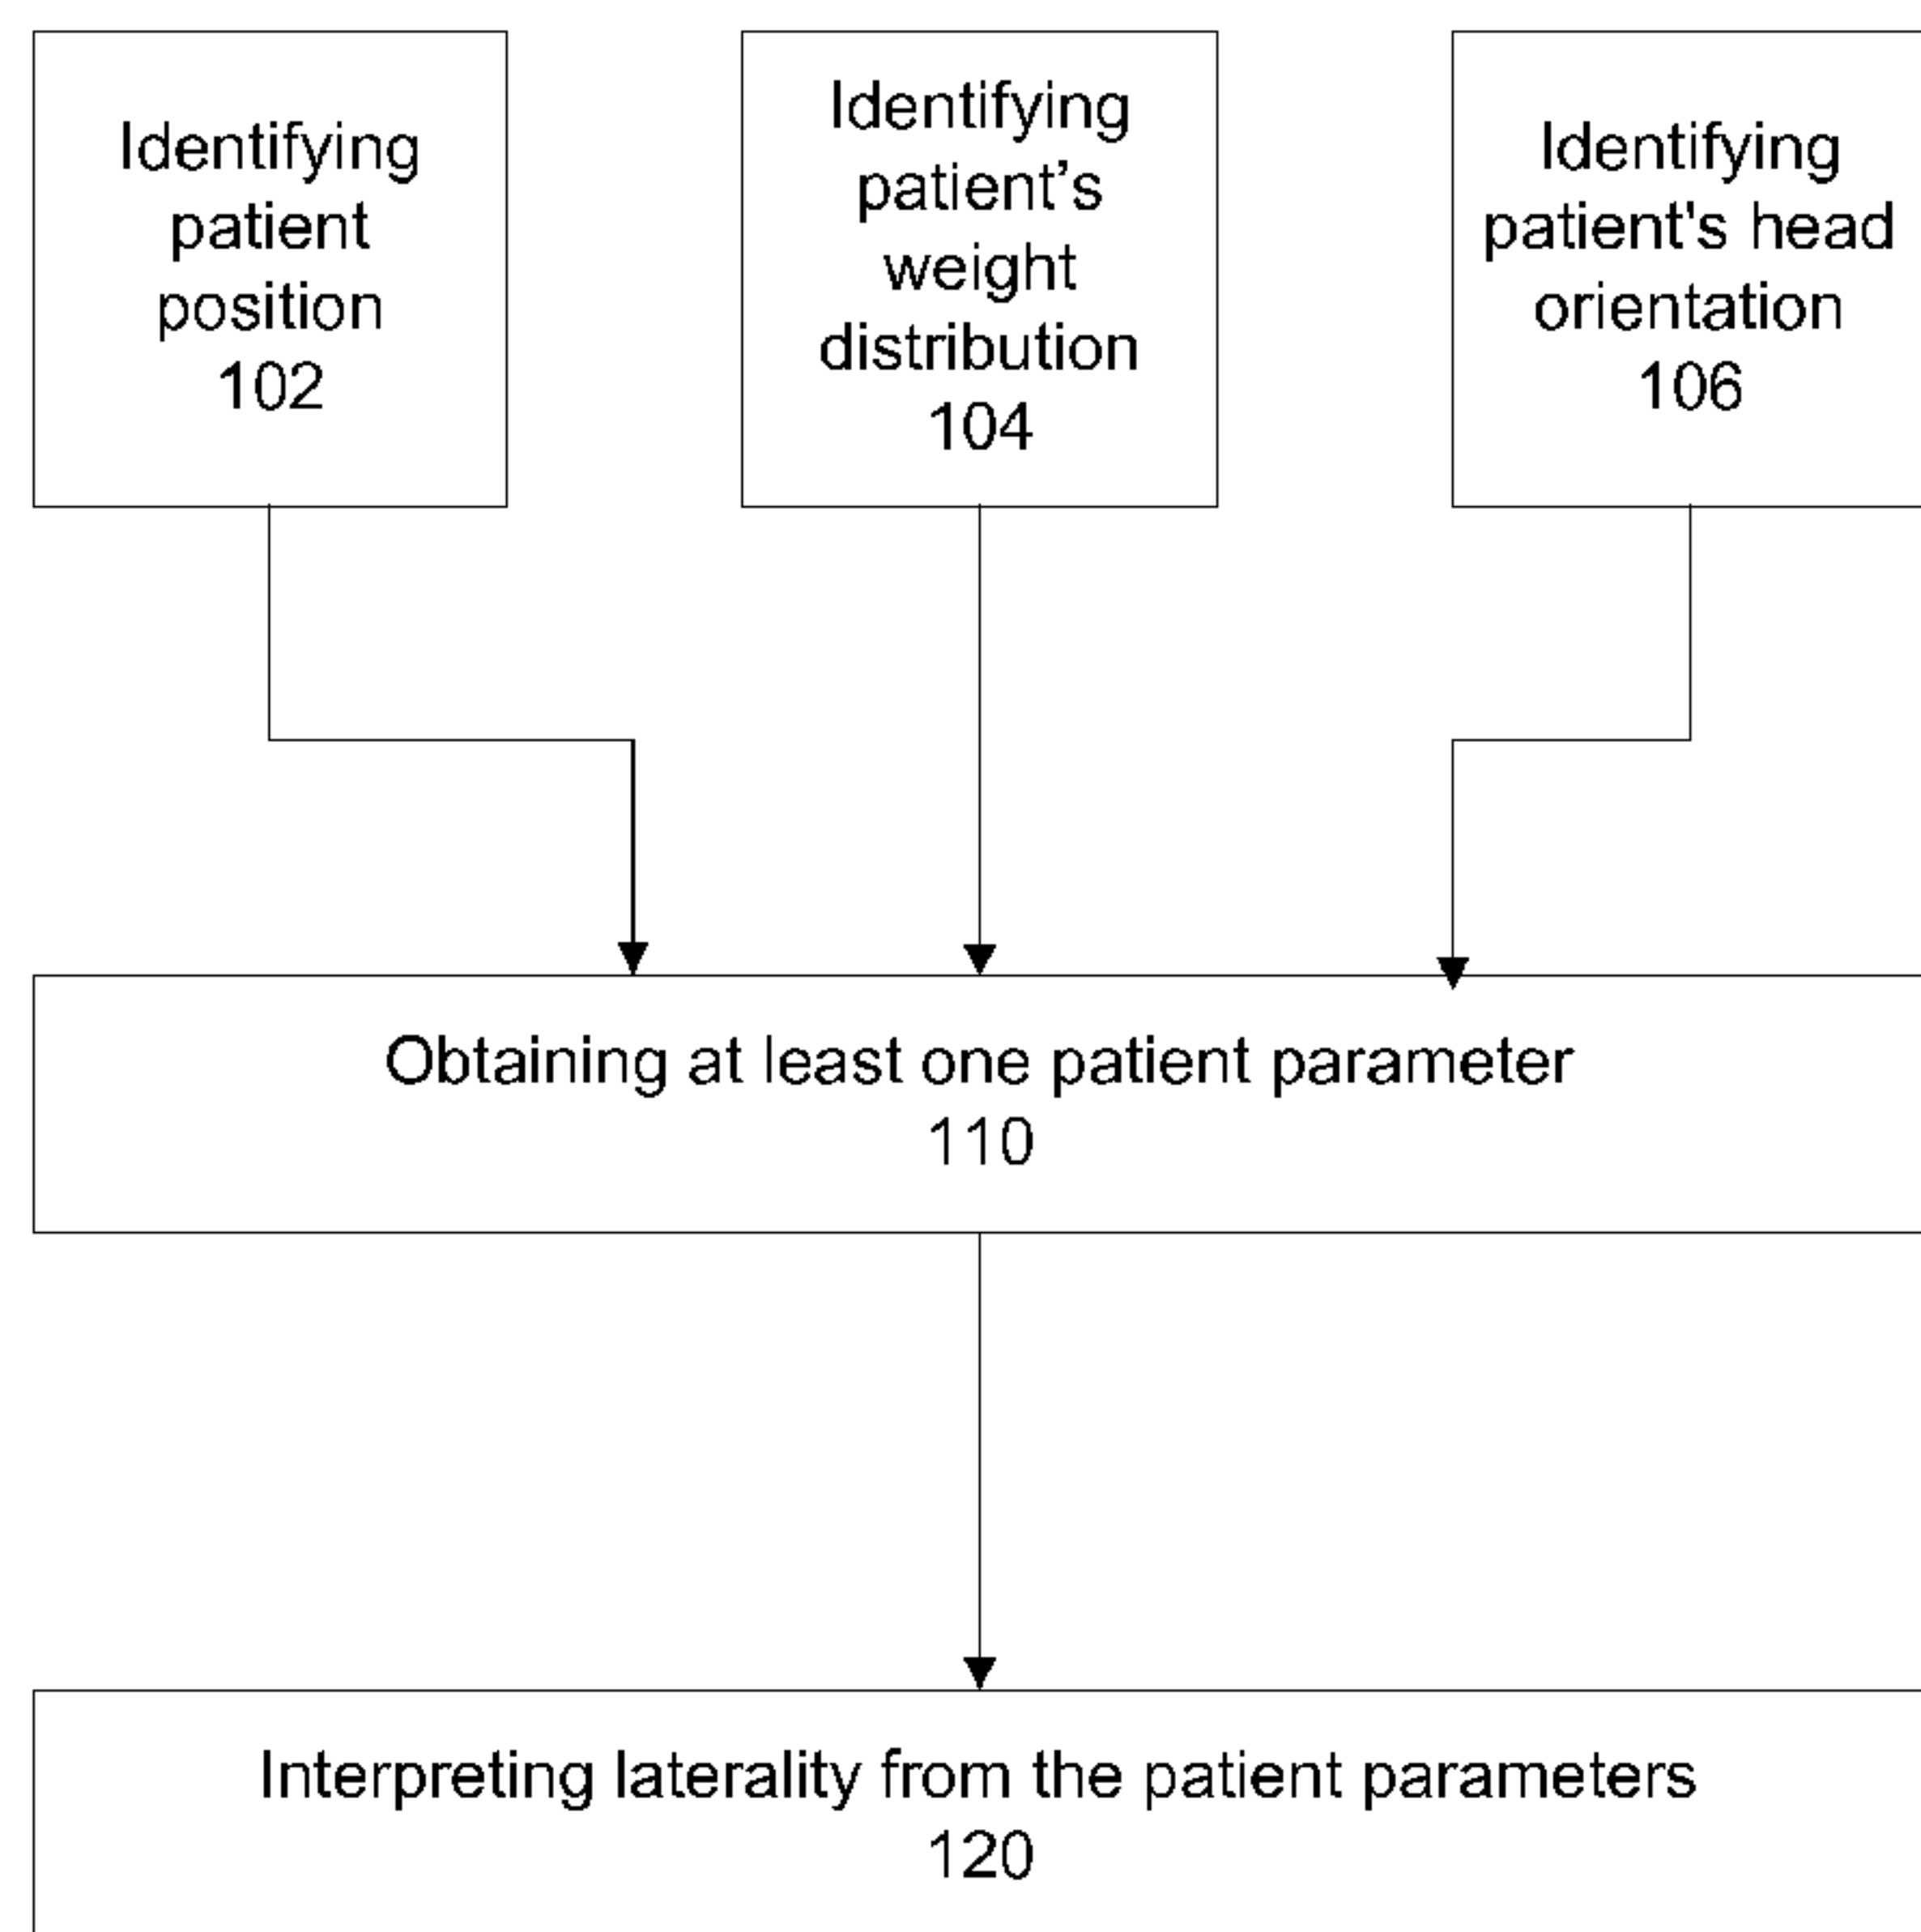 Identifying
patient
position
102
Identifying
patient’s
weight
distribution
104
Identifying
patient's head
orientation
106
Obtaining at least one patient parameter
110
Interpreting laterality from the patient parameters
120